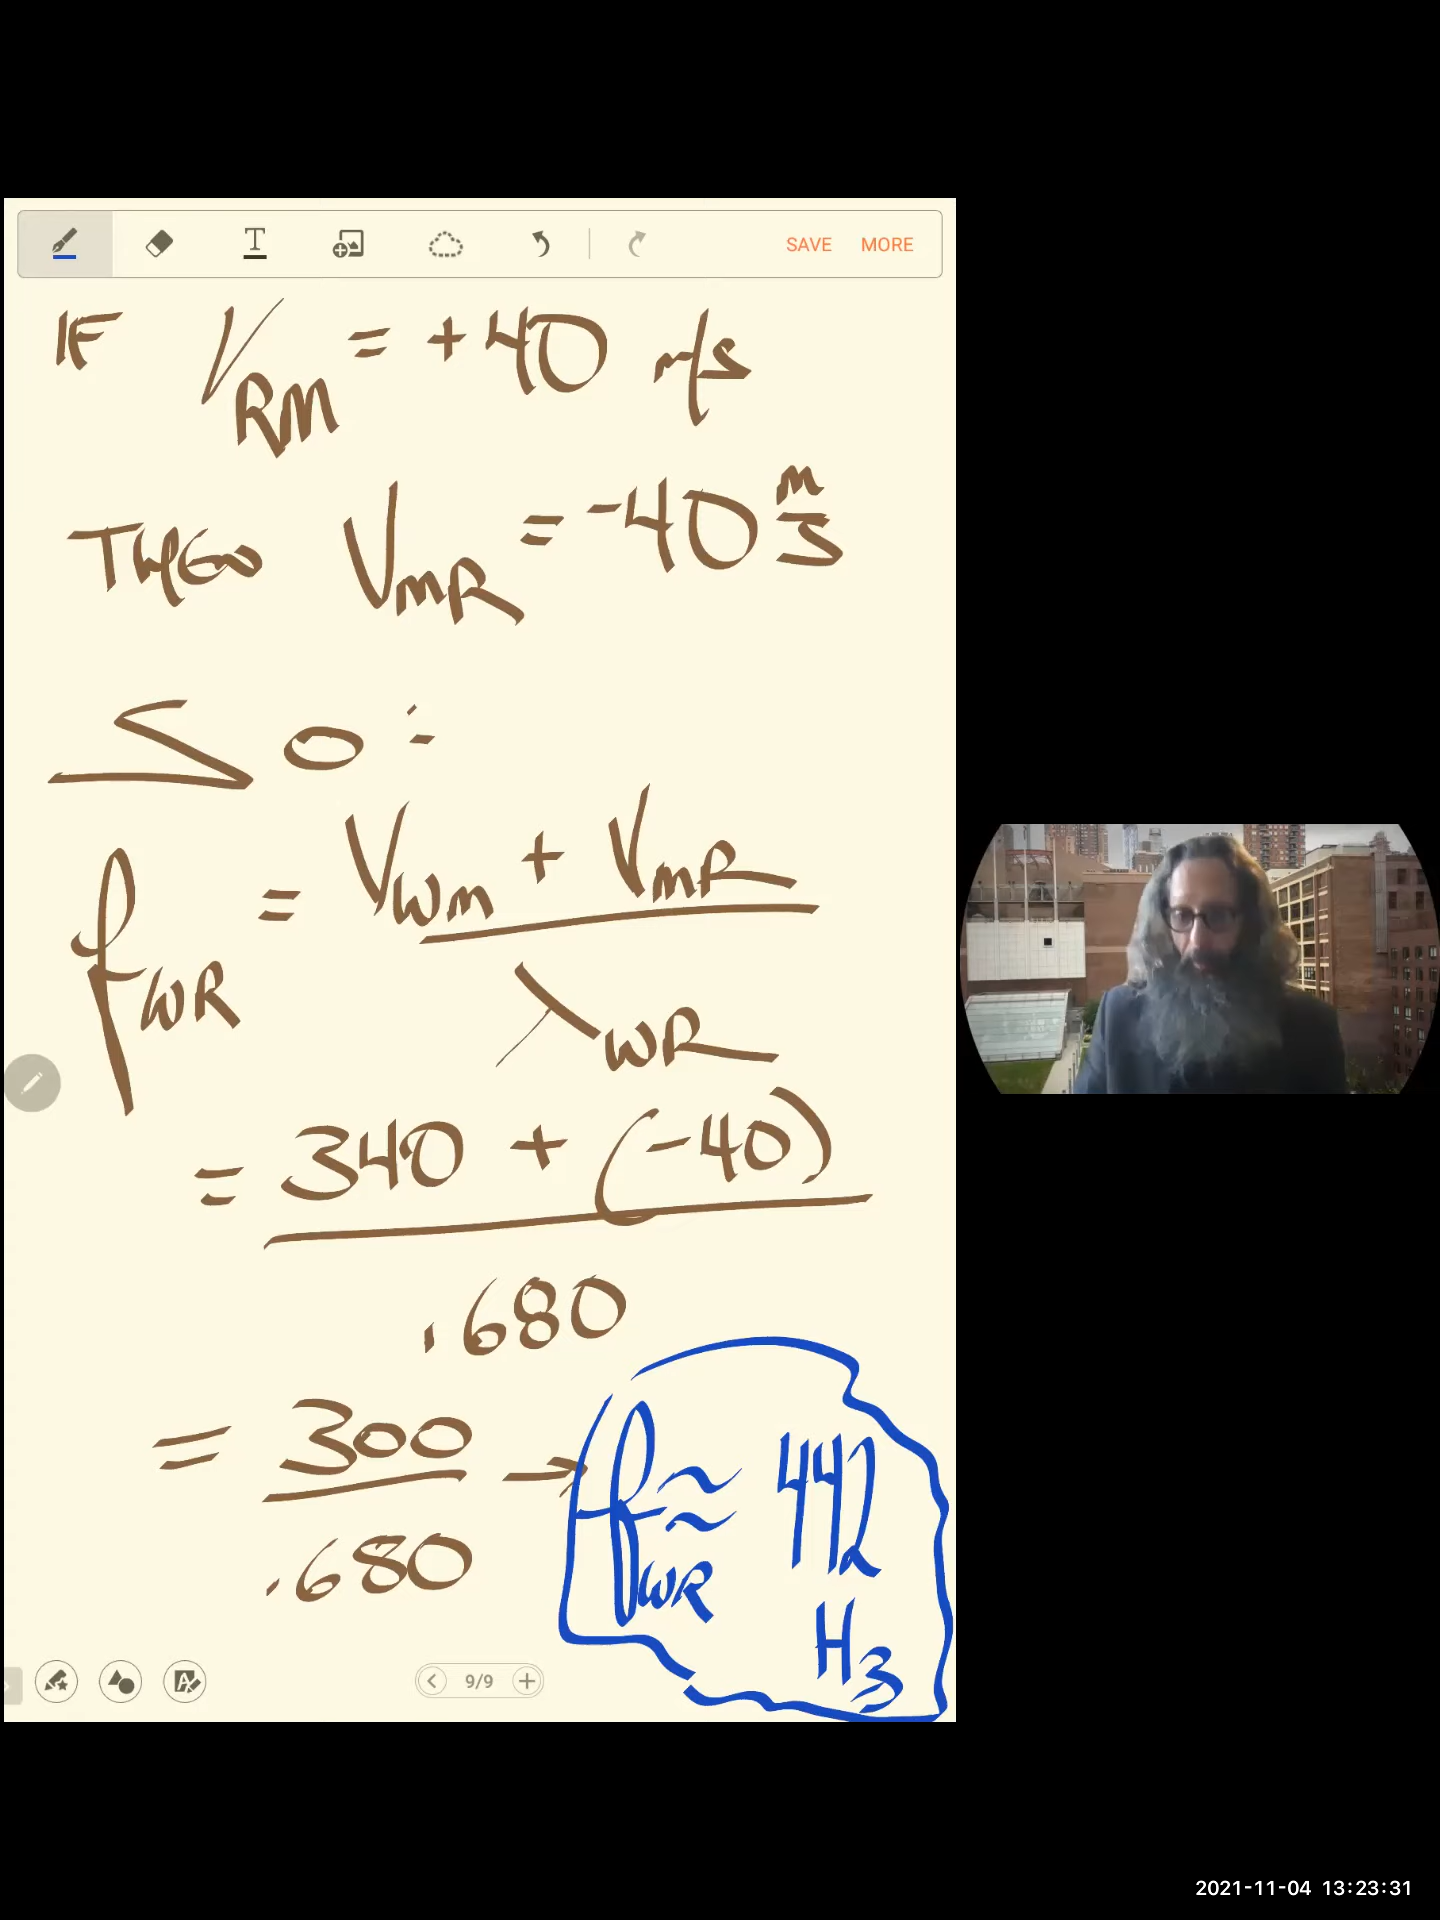 T SAVE MORE
IF V_RM = +40 m/s
THEN V_MR = -40 m/s
SO:
f_WR = (V_WM + V_MR) / λ_WR
= (340 + (-40)) / .680
= 300 / .680 → f_WR ≈ 442 Hz
9/9
2021-11-04 13:23:31